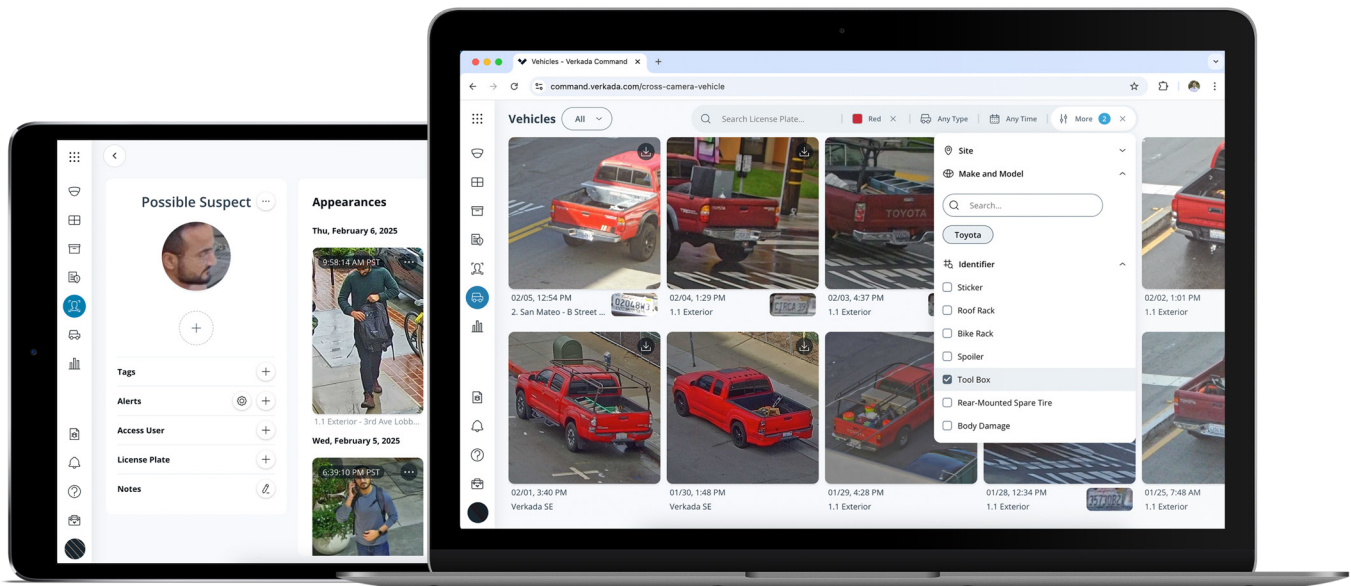 Possible Suspect
Tags
Alerts
Access User
License Plate
Notes
Appearances
Thu, February 6, 2025
9:58:14 AM PST
1.1 Exterior - 3rd Ave Lobb...
Wed, February 5, 2025
6:39:10 PM PST
Vehicles - Verkada Command
command.verkada.com/cross-camera-vehicle
Vehicles
All
Search License Plate...
Red
Any Type
Any Time
More 2
Site
Make and Model
Search...
Toyota
Identifier
Sticker
Roof Rack
Bike Rack
Spoiler
Tool Box
Rear-Mounted Spare Tire
Body Damage
TOYOTA
02/05, 12:54 PM
2. San Mateo - B Street ...
02/04, 1:29 PM
1.1 Exterior
02/03, 4:37 PM
1.1 Exterior
02/02, 1:01 PM
1.1 Exterior
02/01, 3:40 PM
Verkada SE
01/30, 1:48 PM
Verkada SE
01/29, 4:28 PM
1.1 Exterior
01/28, 12:34 PM
1.1 Exterior
01/25, 7:48 AM
1.1 Exterior